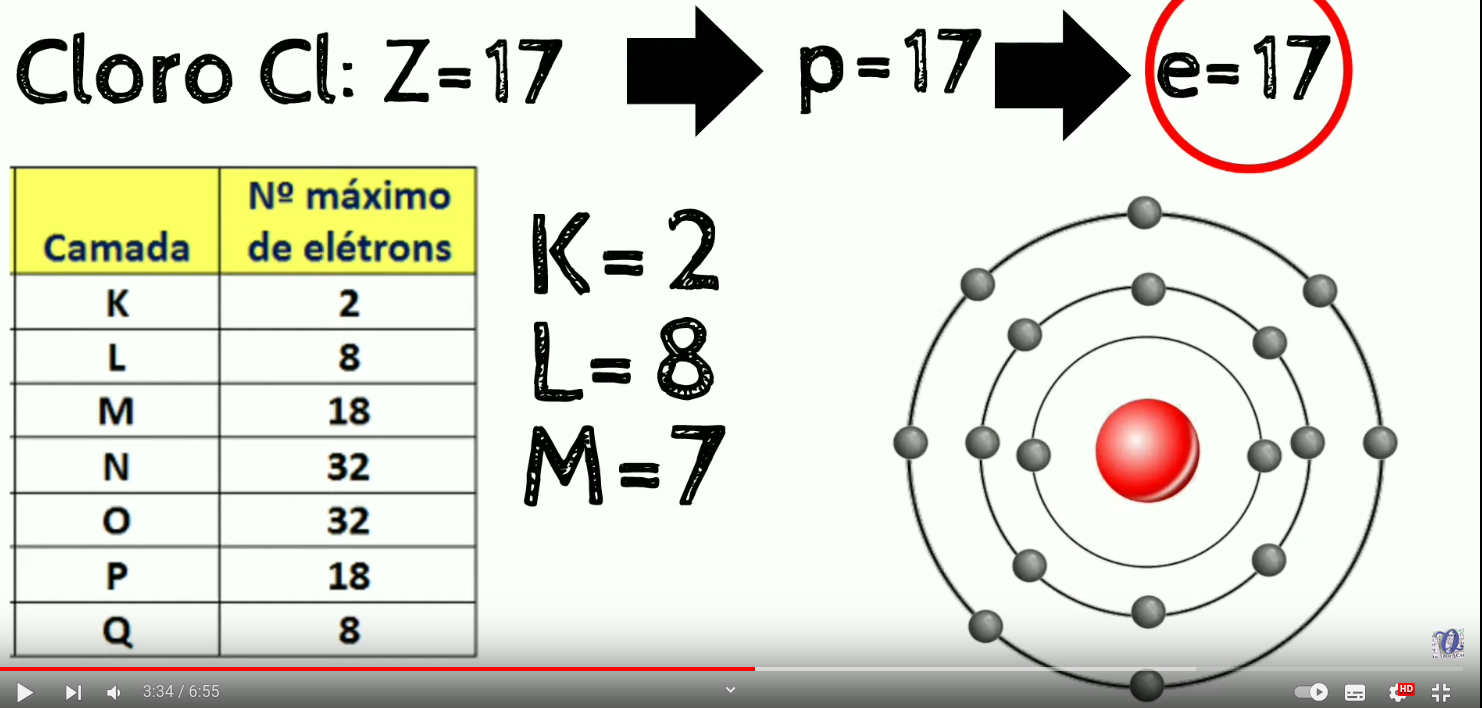 Cloro Cl: Z=17 p=17 e=17
Camada Nº máximo de elétrons
K 2
L 8
M 18
N 32
O 32
P 18
Q 8
K=2
L=8
M=7
3:34 / 6:55
HD